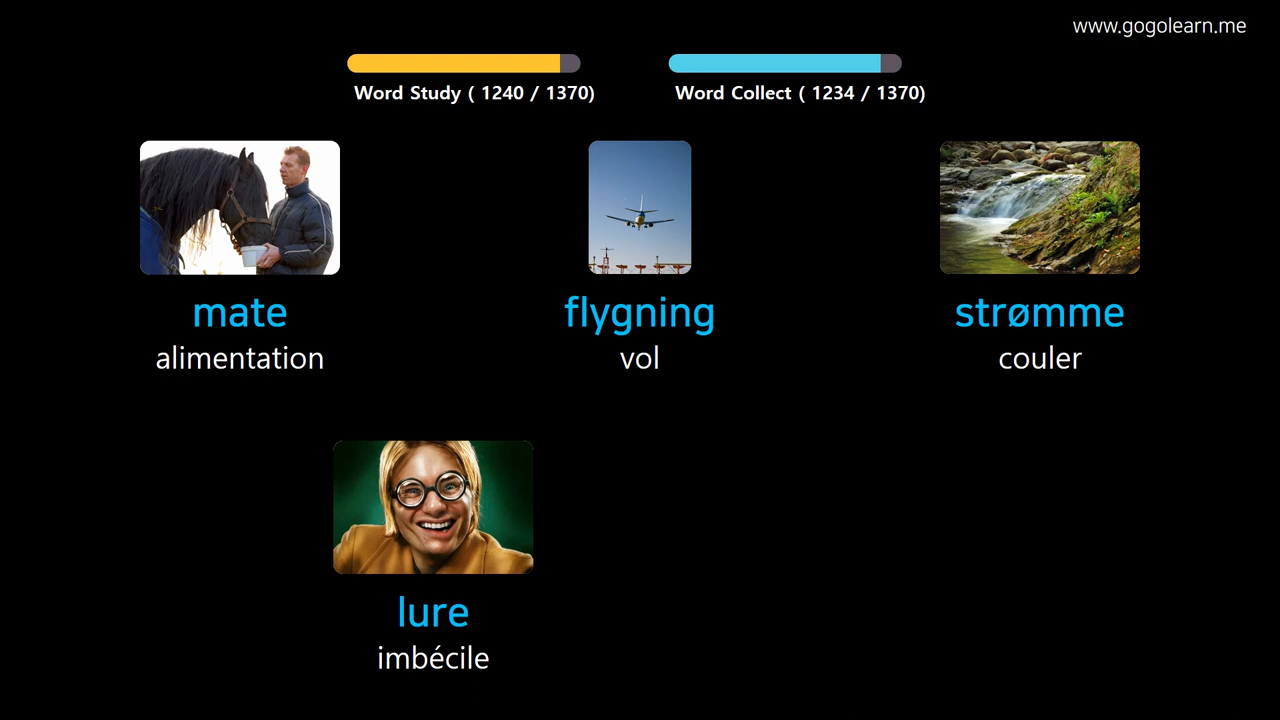 www.gogolearn.me
Word Study ( 1240 / 1370)
Word Collect ( 1234 / 1370)
mate
alimentation
flygning
vol
strømme
couler
lure
imbécile